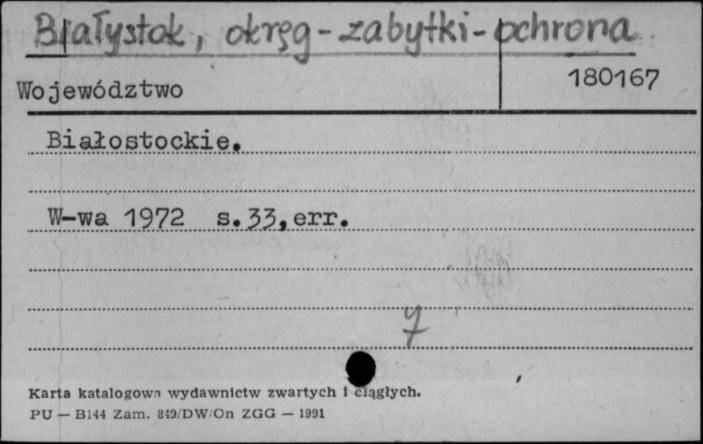 Białystok, okręg - zabytki - ochrona
Województwo 180167
Białostockie.
W-wa 1972 s.33,err.
Karta katalogowa wydawnictw zwartych i ciągłych.
PU — B144 Zam. 849/DW/On ZGG — 1991